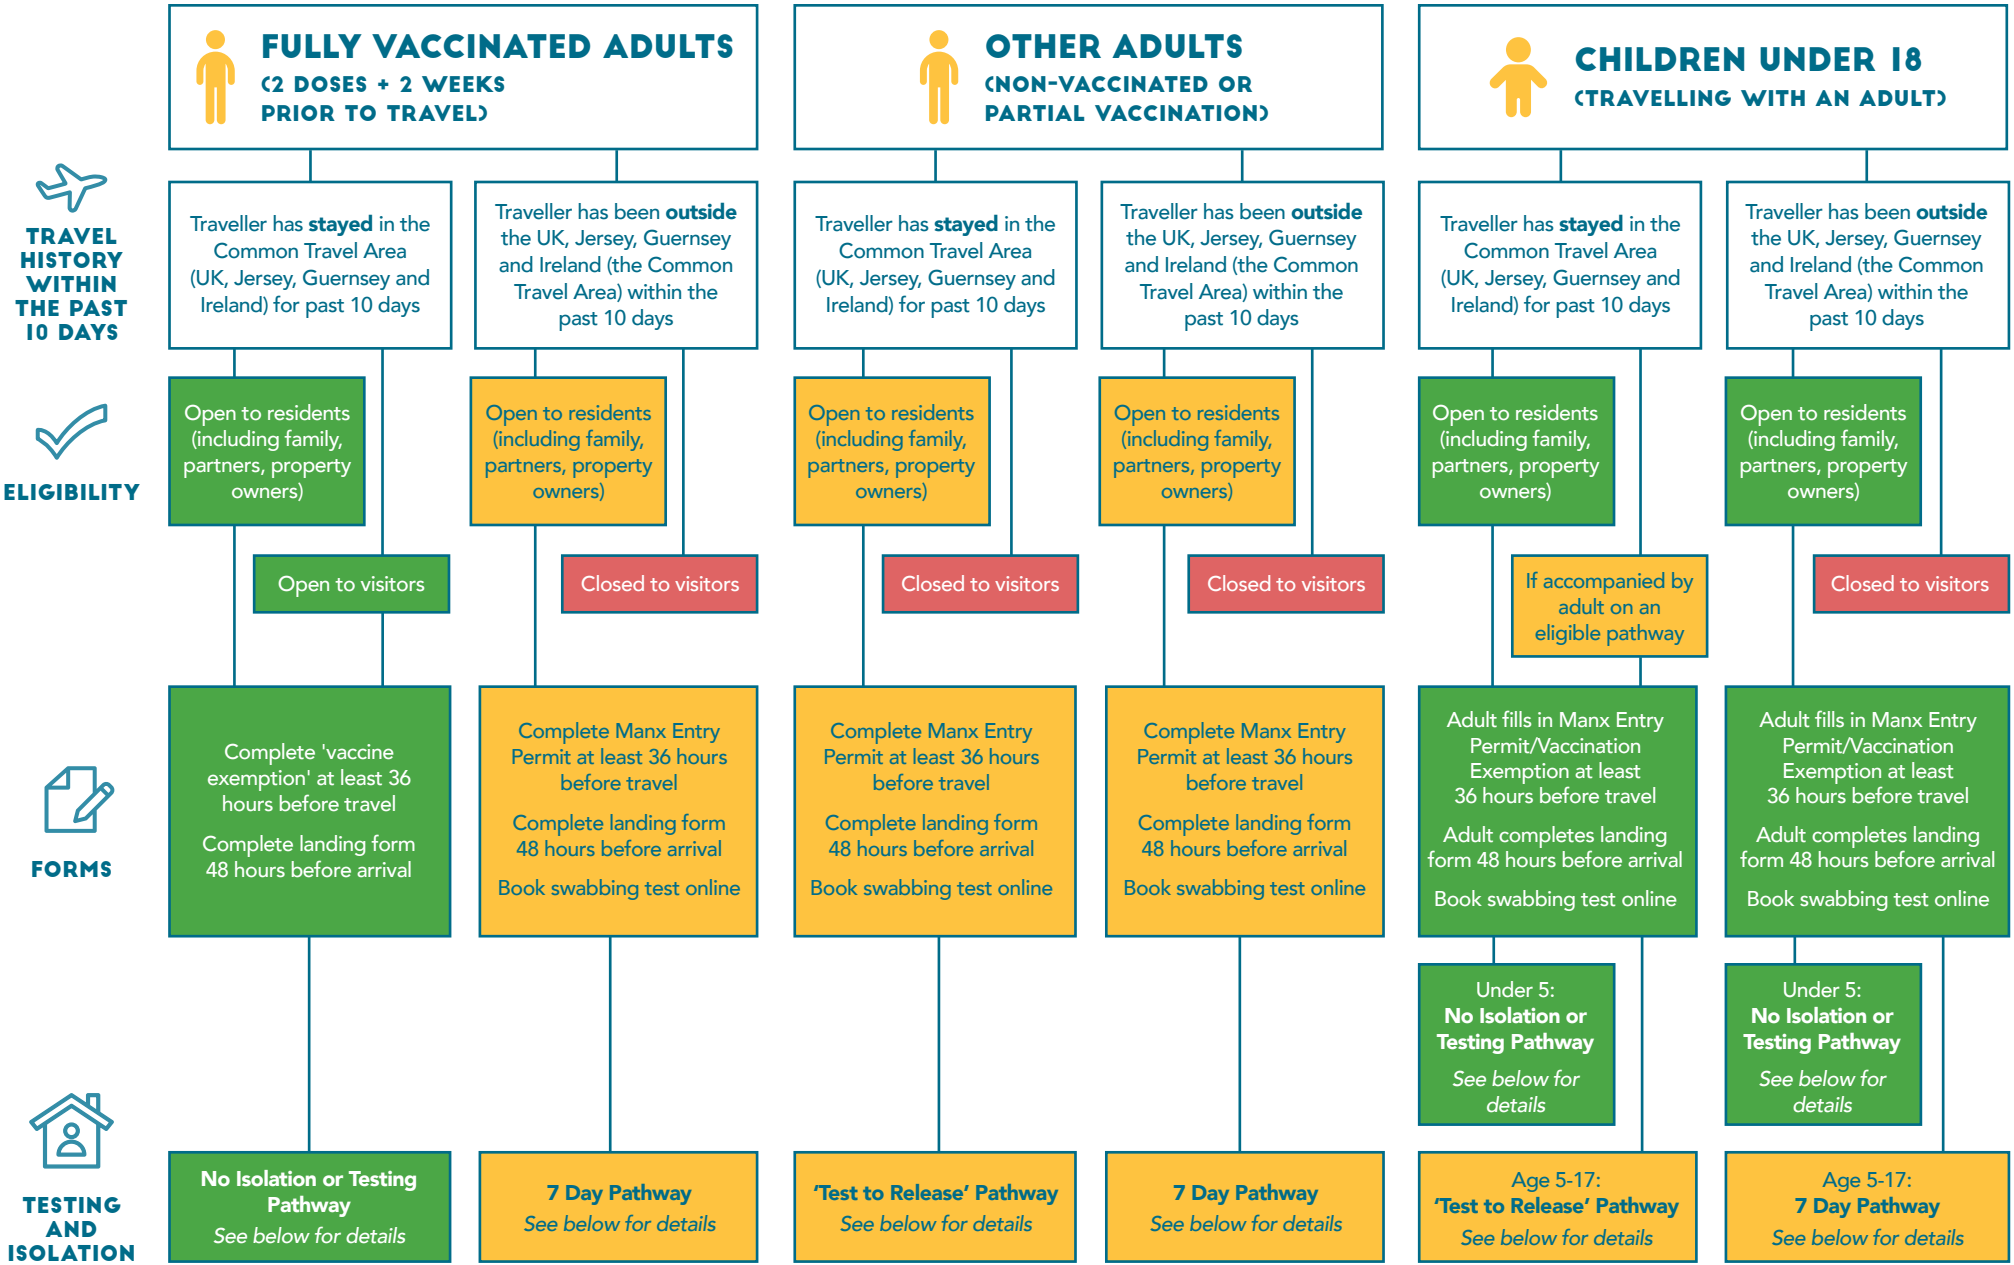 FULLY VACCINATED ADULTS
(2 DOSES + 2 WEEKS
PRIOR TO TRAVEL)
OTHER ADULTS
(NON-VACCINATED OR
PARTIAL VACCINATION)
CHILDREN UNDER 18
(TRAVELLING WITH AN ADULT)
TRAVEL
HISTORY
WITHIN
THE PAST
10 DAYS
Traveller has stayed in the
Common Travel Area
(UK, Jersey, Guernsey and
Ireland) for past 10 days
Traveller has been outside
the UK, Jersey, Guernsey
and Ireland (the Common
Travel Area) within the
past 10 days
Traveller has stayed in the
Common Travel Area
(UK, Jersey, Guernsey and
Ireland) for past 10 days
Traveller has been outside
the UK, Jersey, Guernsey
and Ireland (the Common
Travel Area) within the
past 10 days
Traveller has stayed in the
Common Travel Area
(UK, Jersey, Guernsey and
Ireland) for past 10 days
Traveller has been outside
the UK, Jersey, Guernsey
and Ireland (the Common
Travel Area) within the
past 10 days
ELIGIBILITY
Open to residents
(including family,
partners, property
owners)
Open to residents
(including family,
partners, property
owners)
Open to residents
(including family,
partners, property
owners)
Open to residents
(including family,
partners, property
owners)
Open to residents
(including family,
partners, property
owners)
Open to residents
(including family,
partners, property
owners)
Open to visitors
Closed to visitors
Closed to visitors
Closed to visitors
If accompanied by
adult on an
eligible pathway
Closed to visitors
FORMS
Complete 'vaccine
exemption' at least 36
hours before travel
Complete landing form
48 hours before arrival
Complete Manx Entry
Permit at least 36 hours
before travel
Complete landing form
48 hours before arrival
Book swabbing test online
Complete Manx Entry
Permit at least 36 hours
before travel
Complete landing form
48 hours before arrival
Book swabbing test online
Complete Manx Entry
Permit at least 36 hours
before travel
Complete landing form
48 hours before arrival
Book swabbing test online
Adult fills in Manx Entry
Permit/Vaccination
Exemption at least
36 hours before travel
Adult completes landing
form 48 hours before arrival
Book swabbing test online
Adult fills in Manx Entry
Permit/Vaccination
Exemption at least
36 hours before travel
Adult completes landing
form 48 hours before arrival
Book swabbing test online
Under 5:
No Isolation or
Testing Pathway
See below for
details
Under 5:
No Isolation or
Testing Pathway
See below for
details
TESTING
AND
ISOLATION
No Isolation or Testing
Pathway
See below for details
7 Day Pathway
See below for details
‘Test to Release’ Pathway
See below for details
7 Day Pathway
See below for details
Age 5-17:
‘Test to Release’ Pathway
See below for details
Age 5-17:
7 Day Pathway
See below for details